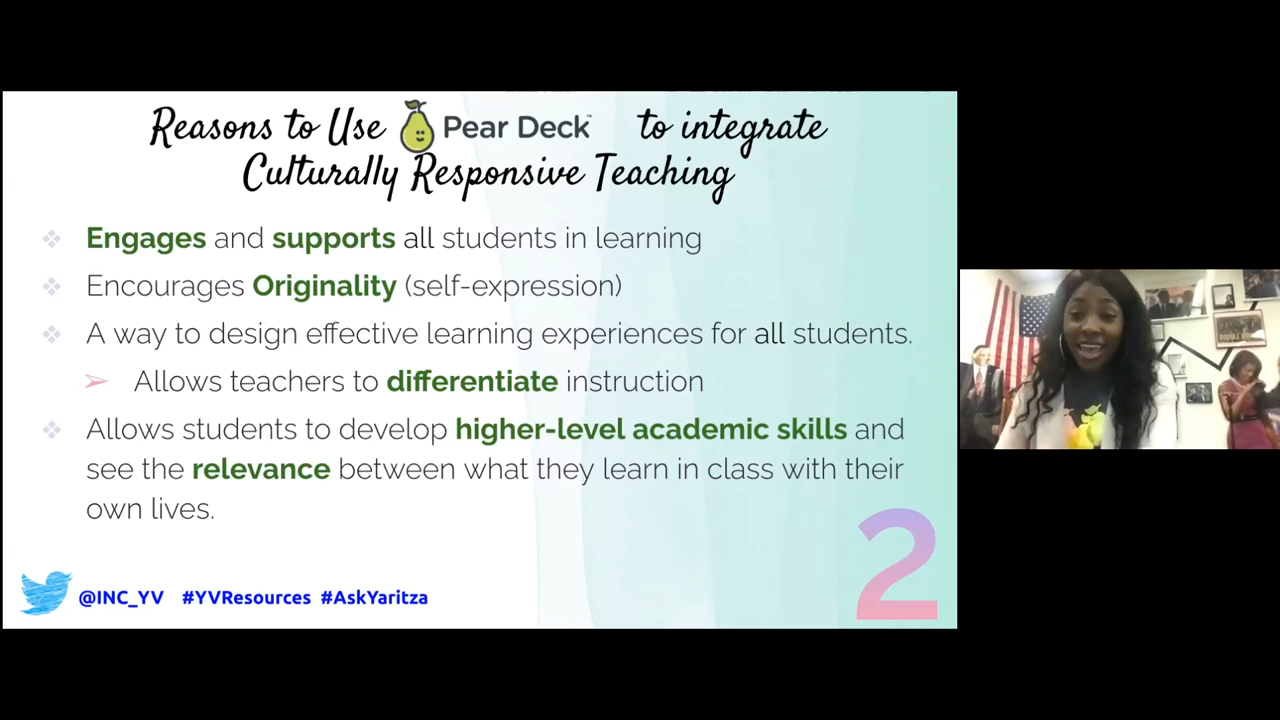 Reasons to Use Pear Deck™ to integrate
Culturally Responsive Teaching
Engages and supports all students in learning
Encourages Originality (self-expression)
A way to design effective learning experiences for all students.
Allows teachers to differentiate instruction
Allows students to develop higher-level academic skills and
see the relevance between what they learn in class with their
own lives.
2
@INC_YV #YVResources #AskYaritza